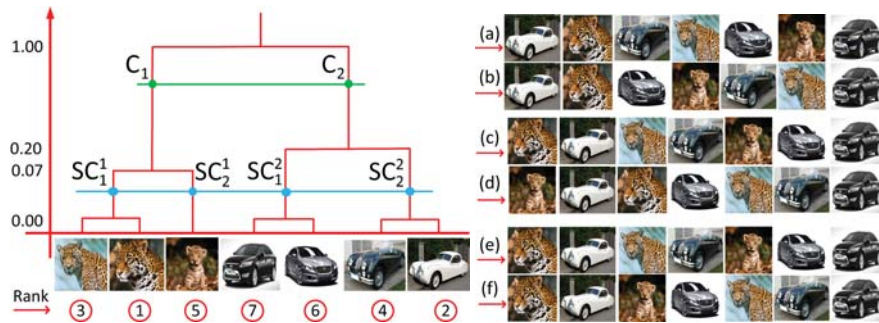 1.00
C₁ C₂
0.20
0.07
SC₁¹ SC₂¹ SC₁² SC₂²
0.00
Rank ③ ① ⑤ ⑦ ⑥ ④ ②
(a)
(b)
(c)
(d)
(e)
(f)